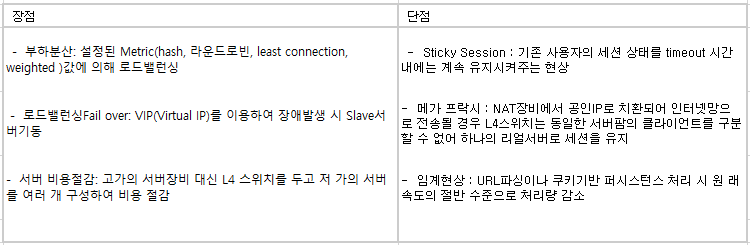 장점
- 부하분산: 설정된 Metric(hash, 라운드로빈, least connection,
weighted )값에 의해 로드밸런싱
- 로드밸런싱Fail over: VIP(Virtual IP)를 이용하여 장애발생 시 Slave서
버기동
- 서버 비용절감: 고가의 서버장비 대신 L4 스위치를 두고 저 가의 서버
를 여러 개 구성하여 비용 절감
단점
- Sticky Session : 기존 사용자의 세션 상태를 timeout 시간
내에는 계속 유지시켜주는 현상
- 메가 프락시 : NAT장비에서 공인IP로 치환되어 인터넷망으
로 전송될 경우 L4스위치는 동일한 서버팜의 클라이언트를 구분
할 수 없어 하나의 리얼서버로 세션을 유지
- 임계현상 : URL파싱이나 쿠키기반 퍼시스턴스 처리 시 원 래
속도의 절반 수준으로 처리량 감소